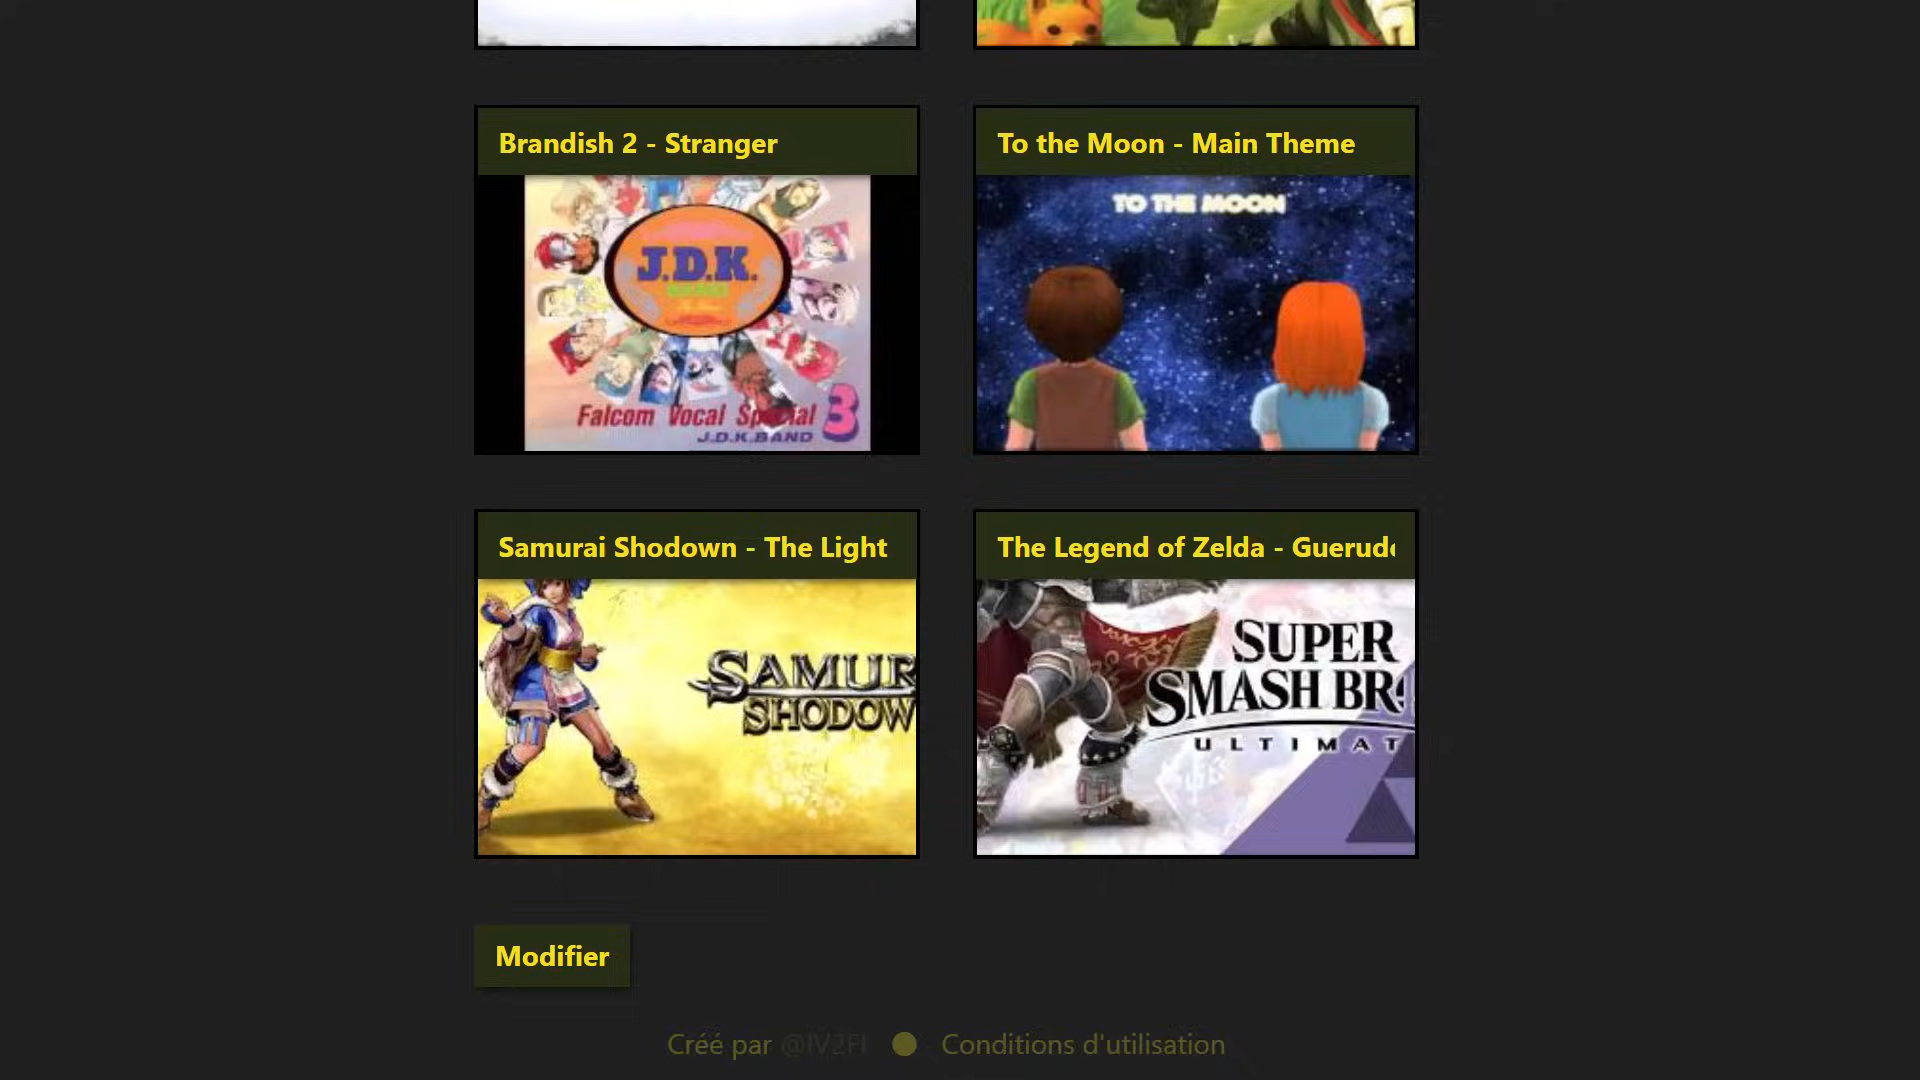 Brandish 2 - Stranger
To the Moon - Main Theme
J.D.K.
Falcom Vocal Special 3
J.D.K.BAND
TO THE MOON
Samurai Shodown - The Light
The Legend of Zelda - Guerud
SAMUR
SHODOW
SUPER
SMASH BR
ULTIMAT
Modifier
Créé par @IV2FI
Conditions d'utilisation